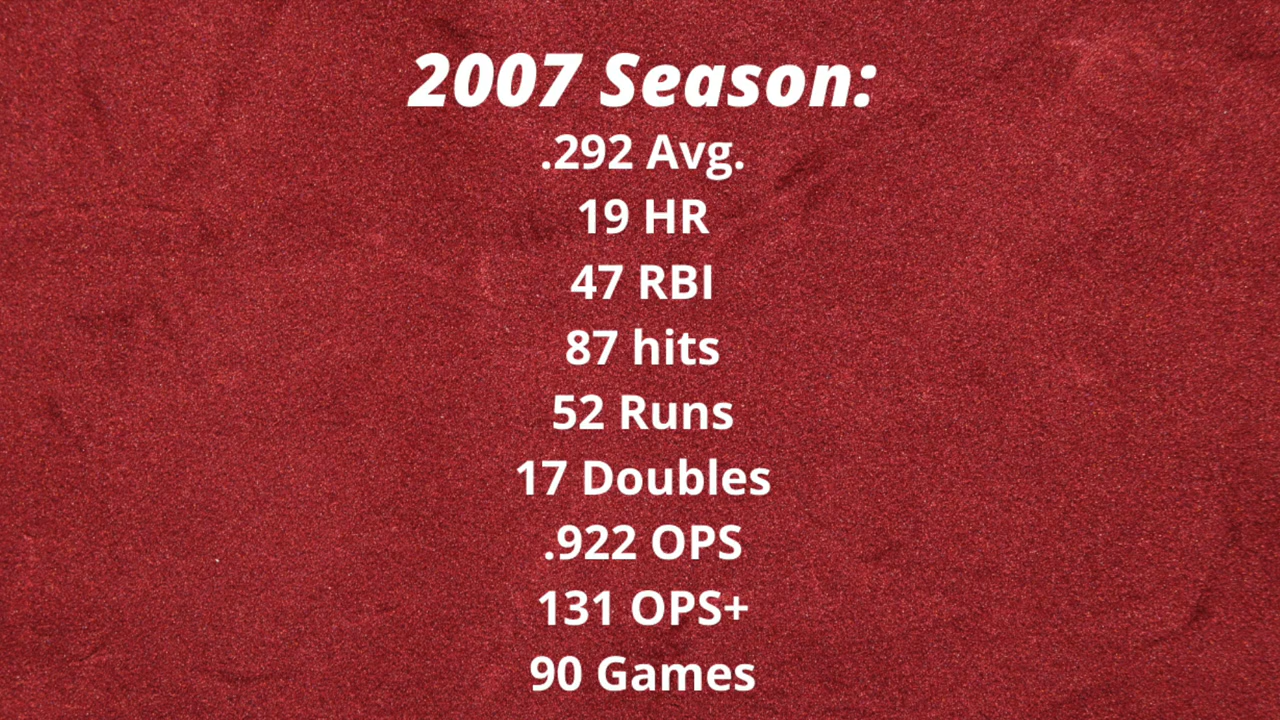 2007 Season:
.292 Avg.
19 HR
47 RBI
87 hits
52 Runs
17 Doubles
.922 OPS
131 OPS+
90 Games